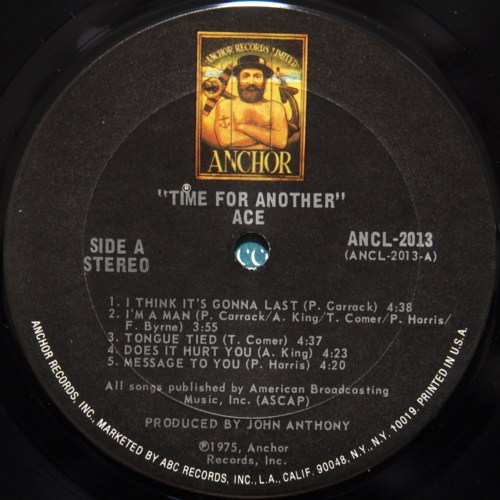 ANCHOR RECORDS LIMITED
ANCHOR
®
"TIME FOR ANOTHER"
ACE
SIDE A
STEREO
ANCL-2013
(ANCL-2013-A)
1. I THINK IT'S GONNA LAST (P. Carrack) 4:38
2. I'M A MAN (P. Carrack/A. King/T. Comer/P. Harris/
F. Byrne) 3:55
3. TONGUE TIED (T. Comer) 4:37
4. DOES IT HURT YOU (A. King) 4:23
5. MESSAGE TO YOU (P. Harris) 4:20
All songs published by American Broadcasting
Music, Inc. (ASCAP)
PRODUCED BY JOHN ANTHONY
℗1975, Anchor
Records, Inc.
ANCHOR RECORDS, INC., MARKETED BY ABC RECORDS, INC., L.A., CALIF. 90048, N.Y., N.Y. 10019. PRINTED IN U.S.A.